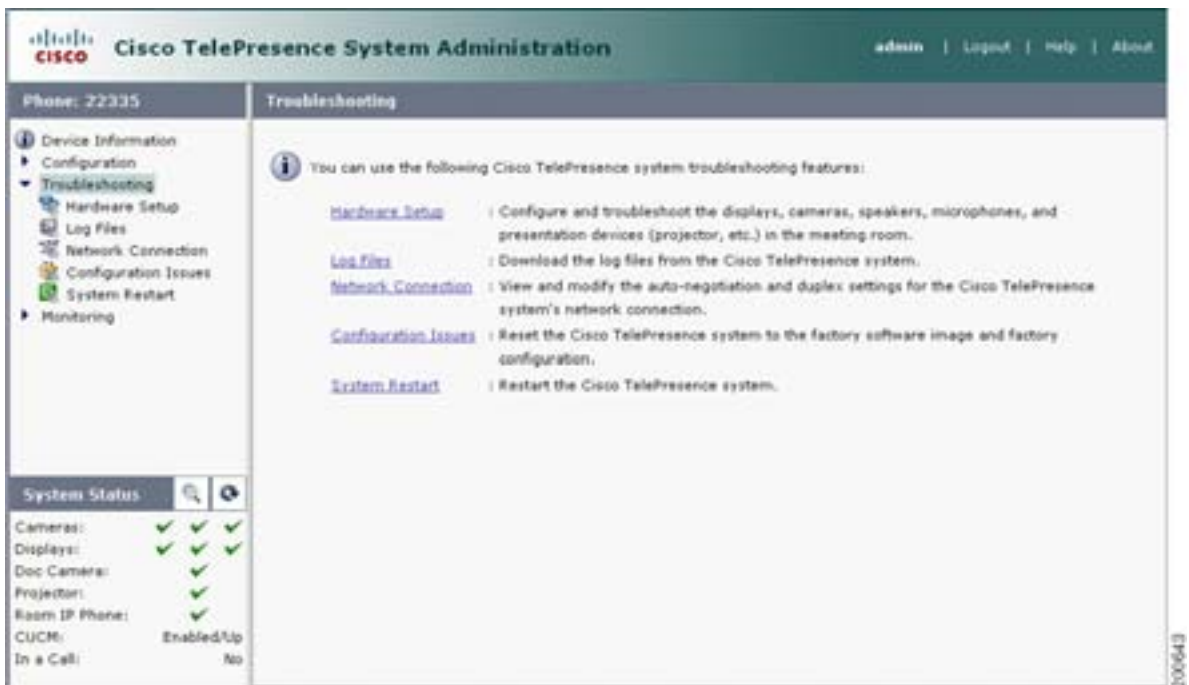 CISCO
Cisco TelePresence System Administration
admin | Logout | Help | About
Phone: 22335
Troubleshooting
Device Information
Configuration
Troubleshooting
Hardware Setup
Log Files
Network Connection
Configuration Issues
System Restart
Monitoring
You can use the following Cisco TelePresence system troubleshooting features:
Hardware Setup : Configure and troubleshoot the displays, cameras, speakers, microphones, and
presentation devices (projector, etc.) in the meeting room.
Log Files : Download the log files from the Cisco TelePresence system.
Network Connection : View and modify the auto-negotiation and duplex settings for the Cisco TelePresence
system's network connection.
Configuration Issues : Reset the Cisco TelePresence system to the factory software image and factory
configuration.
System Restart : Restart the Cisco TelePresence system.
System Status
Cameras:
Displays:
Doc Camera:
Projector:
Room IP Phone:
CUCM: Enabled/Up
In a Call: No
200643